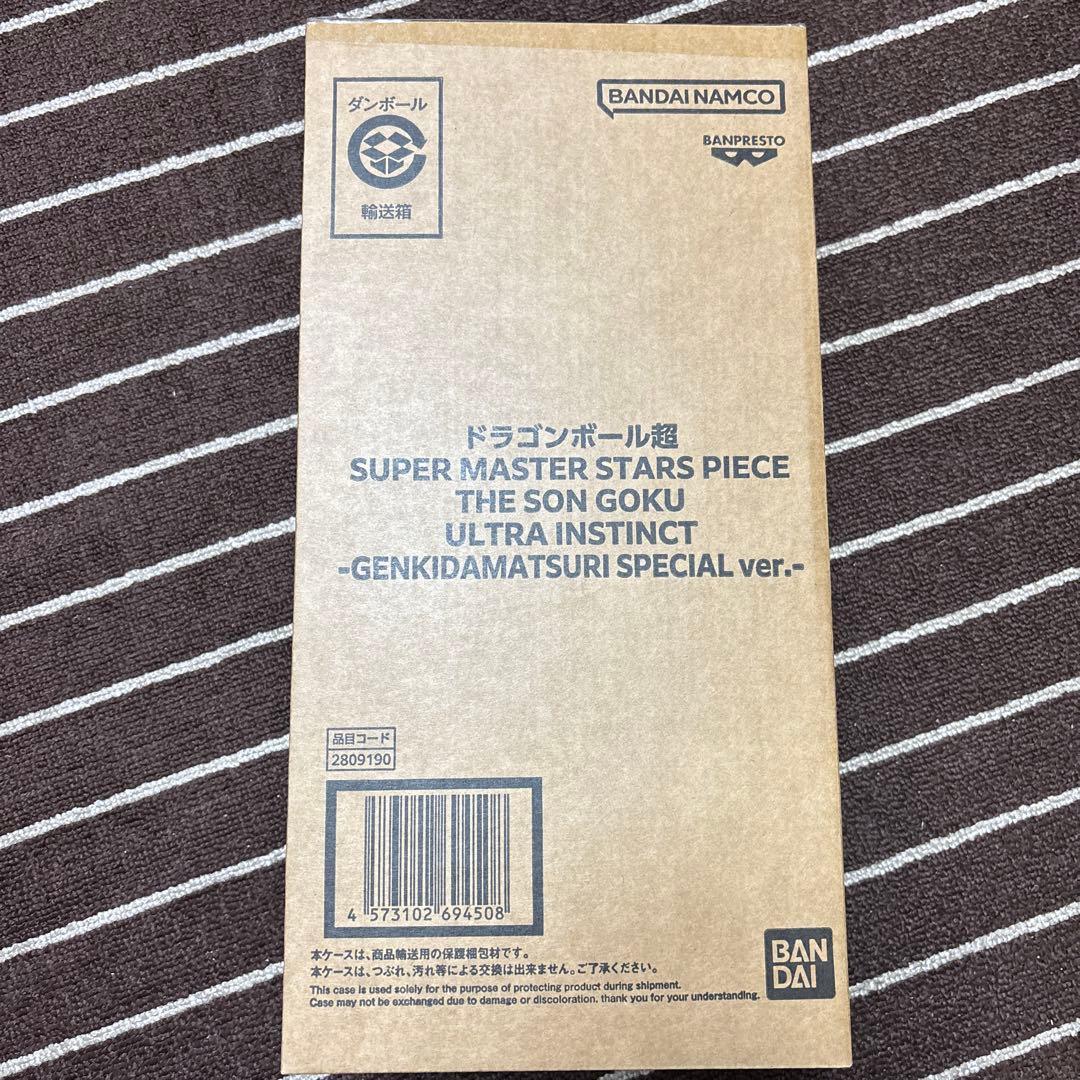 ダンボール
輸送箱
BANDAI NAMCO
BANPRESTO
ドラゴンボール超
SUPER MASTER STARS PIECE
THE SON GOKU
ULTRA INSTINCT
-GENKIDAMATSURI SPECIAL ver.-
品目コード
2809190
4 573102 694508
本ケースは、商品輸送用の保護梱包材です。
本ケースは、つぶれ、汚れ等による交換は出来ません。ご了承ください。
This case is used solely for the purpose of protecting product during shipment.
Case may not be exchanged due to damage or discoloration. thank you for your understanding.
BAN
DAI